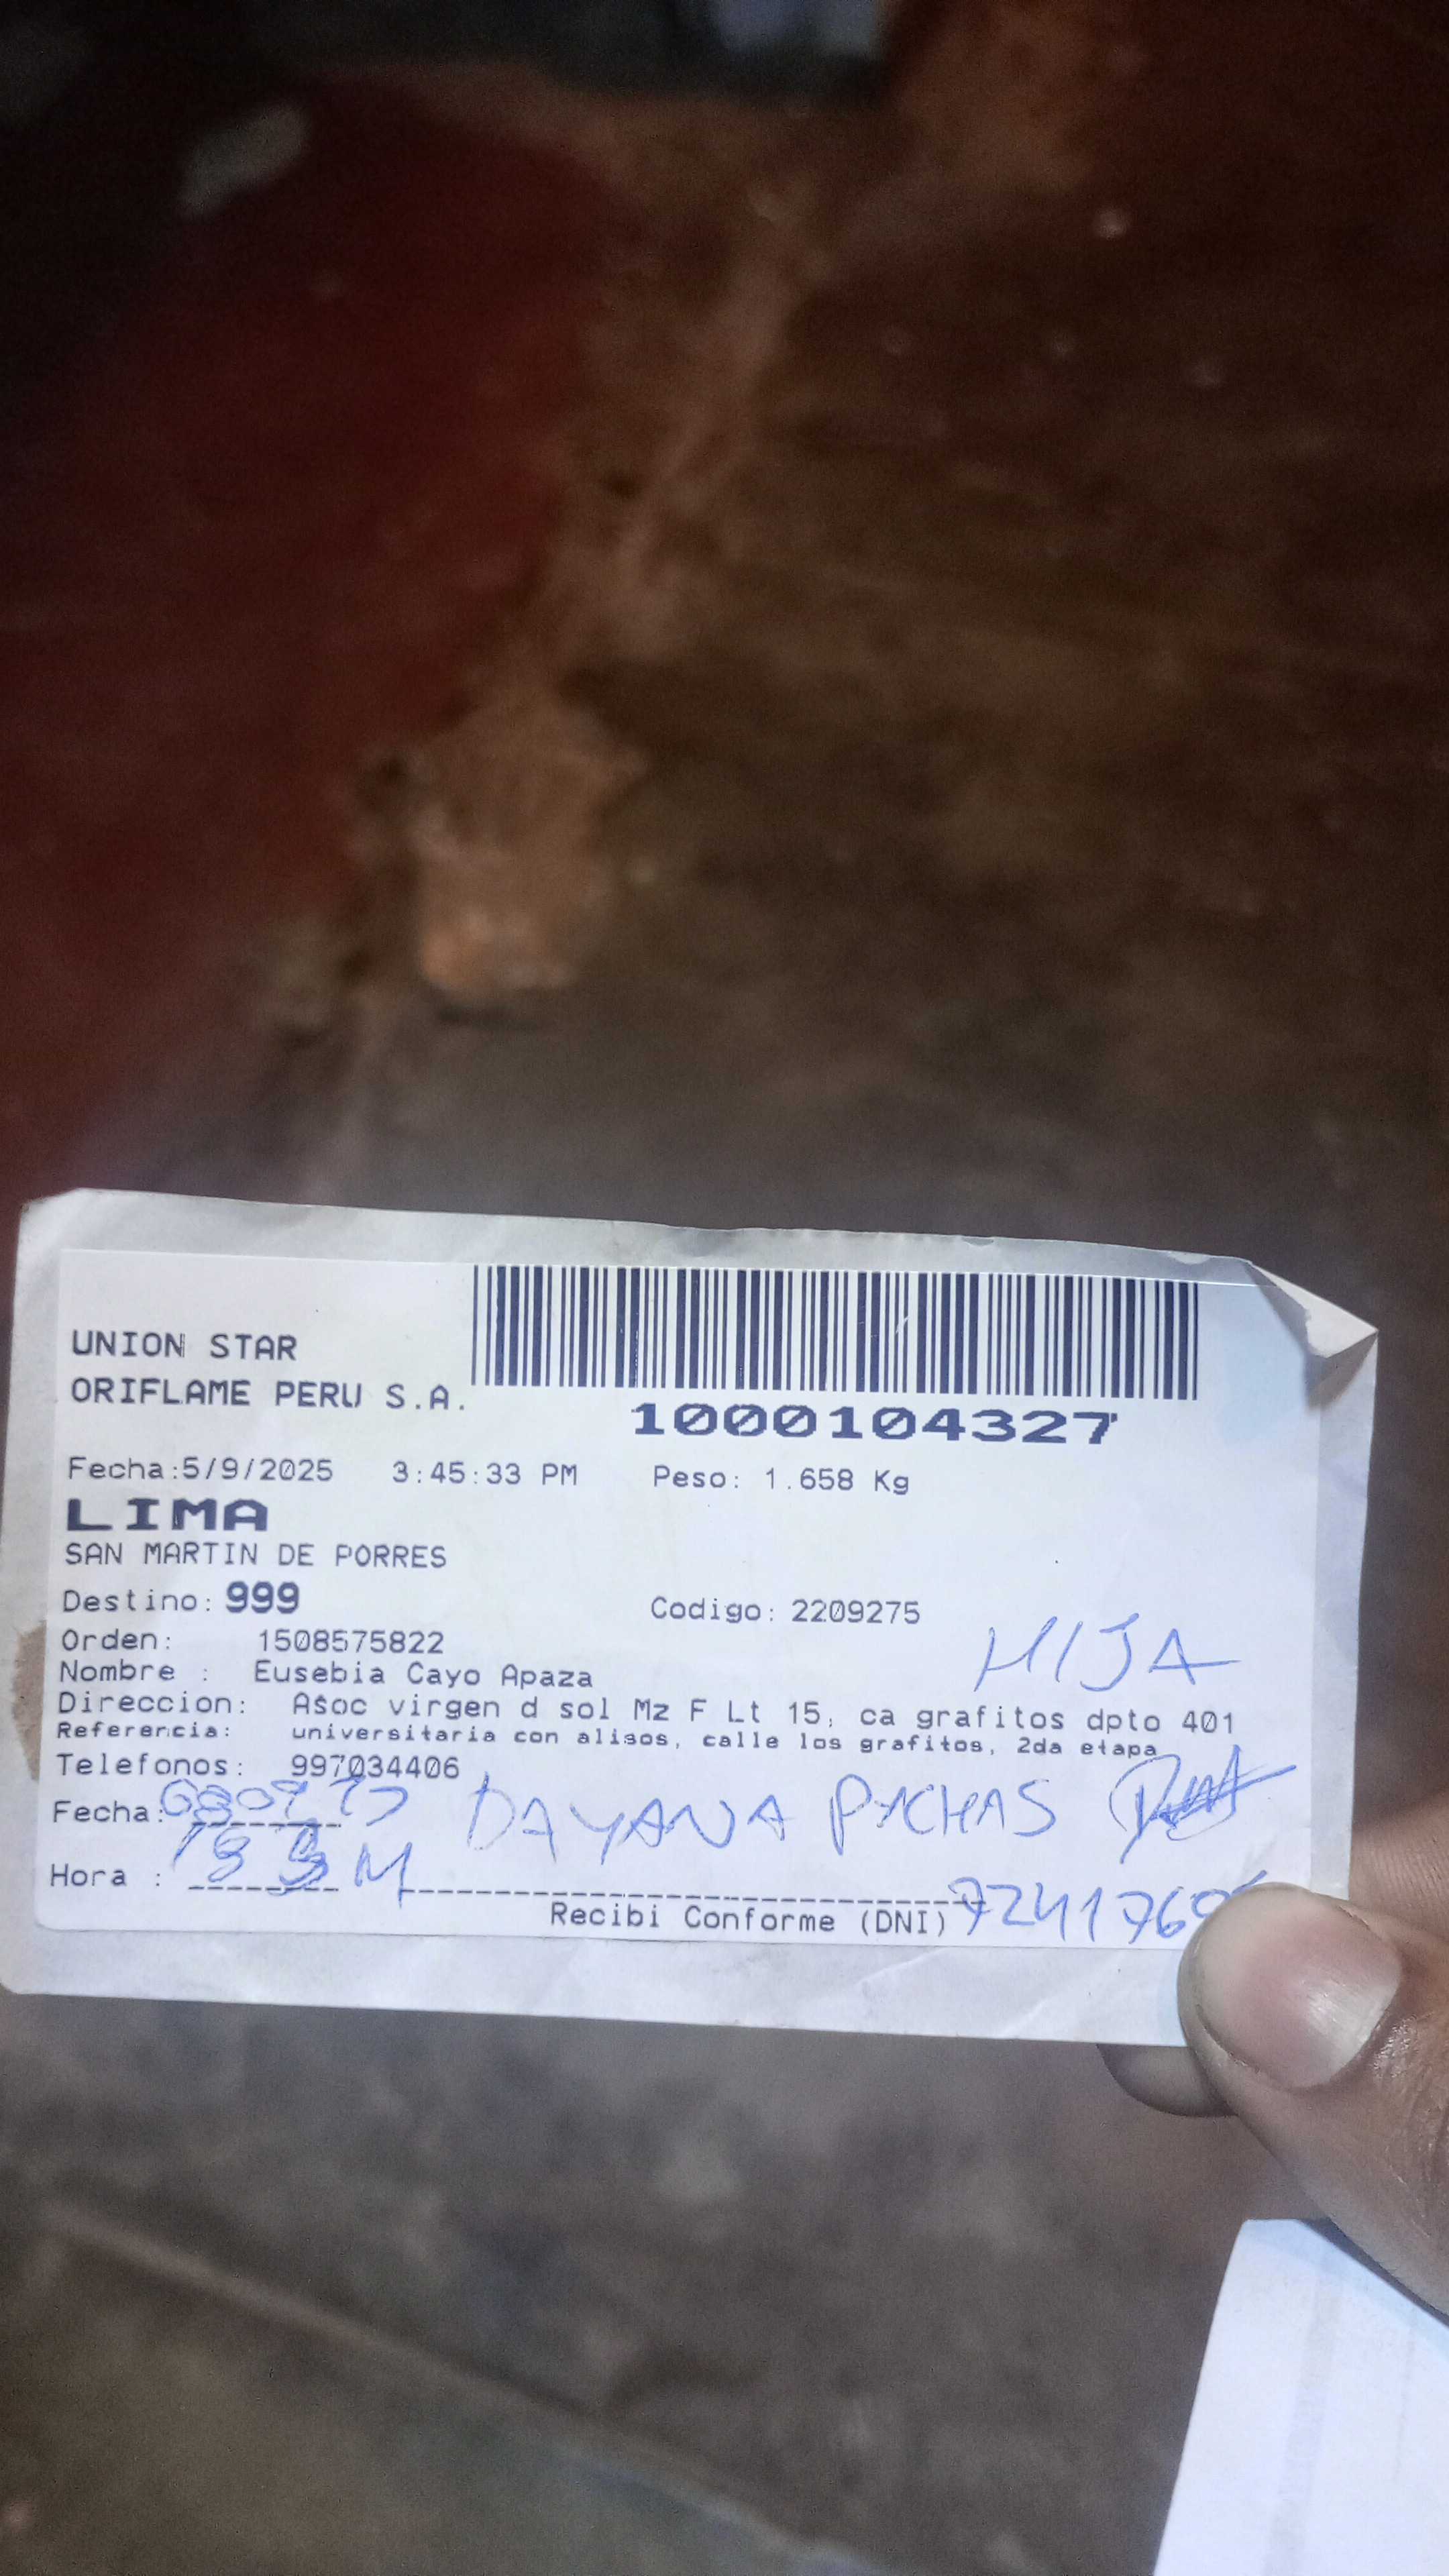 UNION STAR
ORIFLAME PERU S.A.
1000104327
Fecha:5/9/2025 3:45:33 PM Peso: 1.658 Kg
LIMA
SAN MARTIN DE PORRES
Destino: 999 Codigo: 2209275
Orden: 1508575822
HIJA
Nombre : Eusebia Cayo Apaza
Direccion: Asoc virgen d sol Mz F Lt 15, ca grafitos dpto 401
Referencia: universitaria con alisos, calle los grafitos, 2da etapa
Telefonos: 997034406
Fecha: DAYANA
Hora :
Recibi Conforme (DNI)